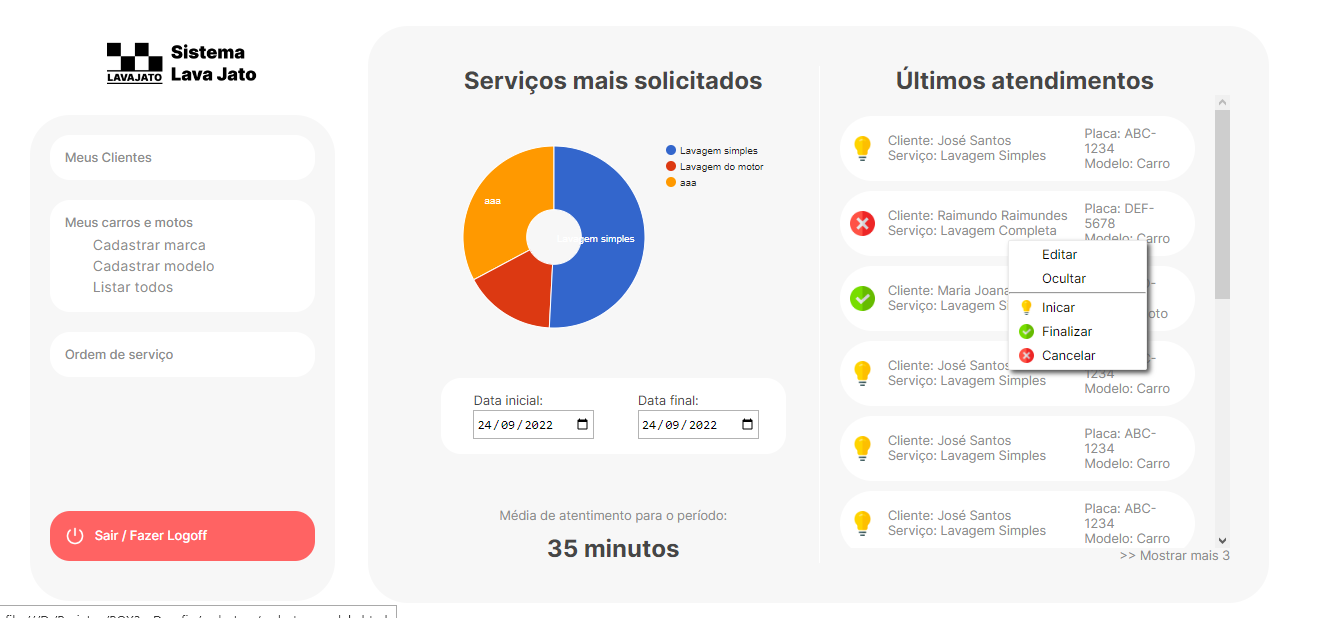 Sistema
Lava Jato
LAVAJATO
Meus Clientes
Meus carros e motos
Cadastrar marca
Cadastrar modelo
Listar todos
Ordem de serviço
Sair / Fazer Logoff
Serviços mais solicitados
Lavagem simples
Lavagem do motor
aaa
aaa
Lavagem simples
Data inicial:
Data final:
24/09/2022
24/09/2022
Média de atentimento para o período:
35 minutos
Últimos atendimentos
Cliente: José Santos
Serviço: Lavagem Simples
Placa: ABC-
1234
Modelo: Carro
Cliente: Raimundo Raimundes
Serviço: Lavagem Completa
Placa: DEF-
5678
Modelo: Carro
Cliente: Maria Joana
Serviço: Lavagem S
oto
Editar
Ocultar
Inicar
Finalizar
Cancelar
Cliente: José Santos
Serviço: Lavagem Simples
1234
Modelo: Carro
Cliente: José Santos
Serviço: Lavagem Simples
Placa: ABC-
1234
Modelo: Carro
Cliente: José Santos
Serviço: Lavagem Simples
Placa: ABC-
1234
Modelo: Carro
>> Mostrar mais 3